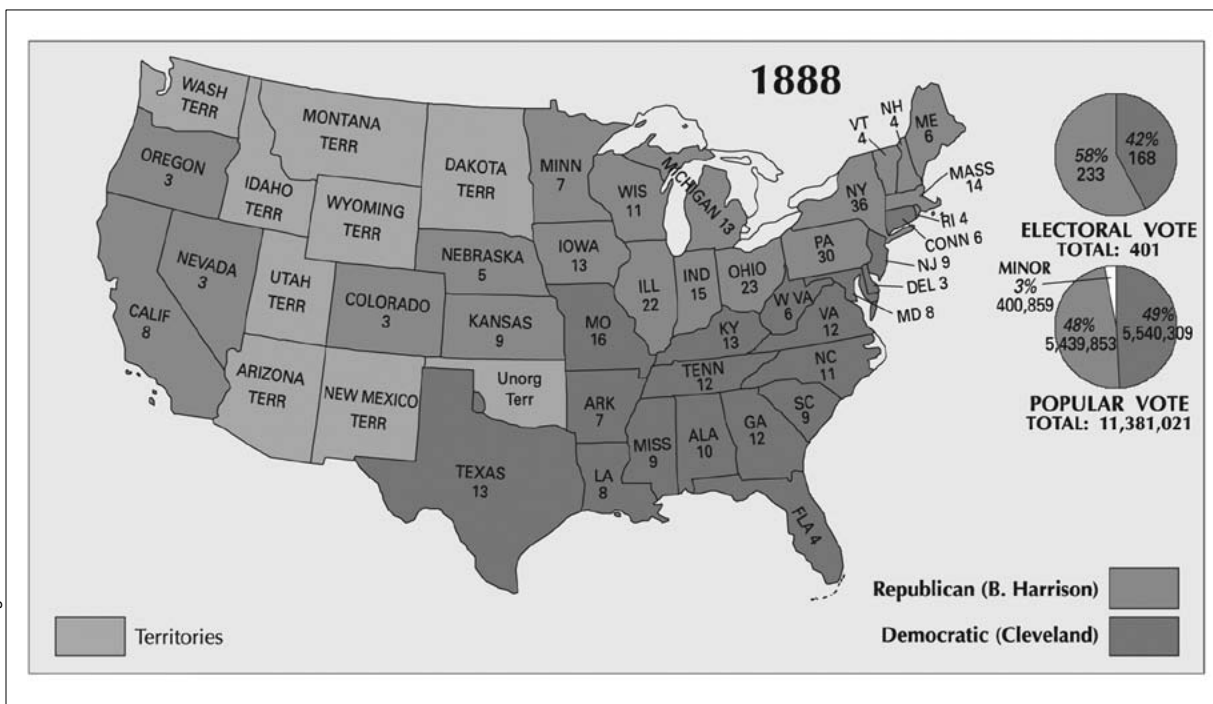 1888
WASH
TERR
MONTANA
TERR
DAKOTA
TERR
MINN
7
OREGON
3
IDAHO
TERR
WYOMING
TERR
WIS
11
MICHIGAN 13
VT
4
NH
4
ME
6
MASS
14
NY
36
RI 4
CONN 6
NJ 9
DEL 3
MD 8
PA
30
NEBRASKA
5
IOWA
13
NEVADA
3
UTAH
TERR
COLORADO
3
KANSAS
9
ILL
22
IND
15
OHIO
23
W VA
6
VA
12
CALIF
8
MO
16
KY
13
NC
11
TENN
12
ARIZONA
TERR
NEW MEXICO
TERR
Unorg
Terr
ARK
7
SC
9
MISS
9
ALA
10
GA
12
TEXAS
13
LA
8
FLA 4
58%
233
42%
168
ELECTORAL VOTE
TOTAL: 401
MINOR
3%
400,859
48%
5,439,853
49%
5,540,309
POPULAR VOTE
TOTAL: 11,381,021
Republican (B. Harrison)
Democratic (Cleveland)
Territories